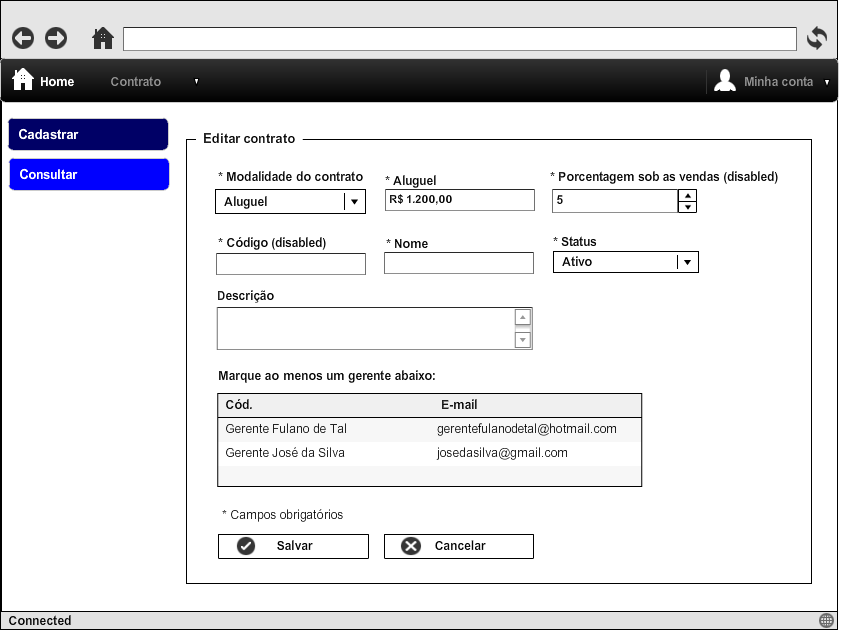 Home
Contrato
Minha conta
Cadastrar
Consultar
Editar contrato
* Modalidade do contrato
* Aluguel
* Porcentagem sob as vendas (disabled)
Aluguel
R$ 1.200,00
5
* Código (disabled)
* Nome
* Status
Ativo
Descrição
Marque ao menos um gerente abaixo:
Cód. E-mail
Gerente Fulano de Tal gerentefulanodetal@hotmail.com
Gerente José da Silva josedasilva@gmail.com
* Campos obrigatórios
Salvar
Cancelar
Connected